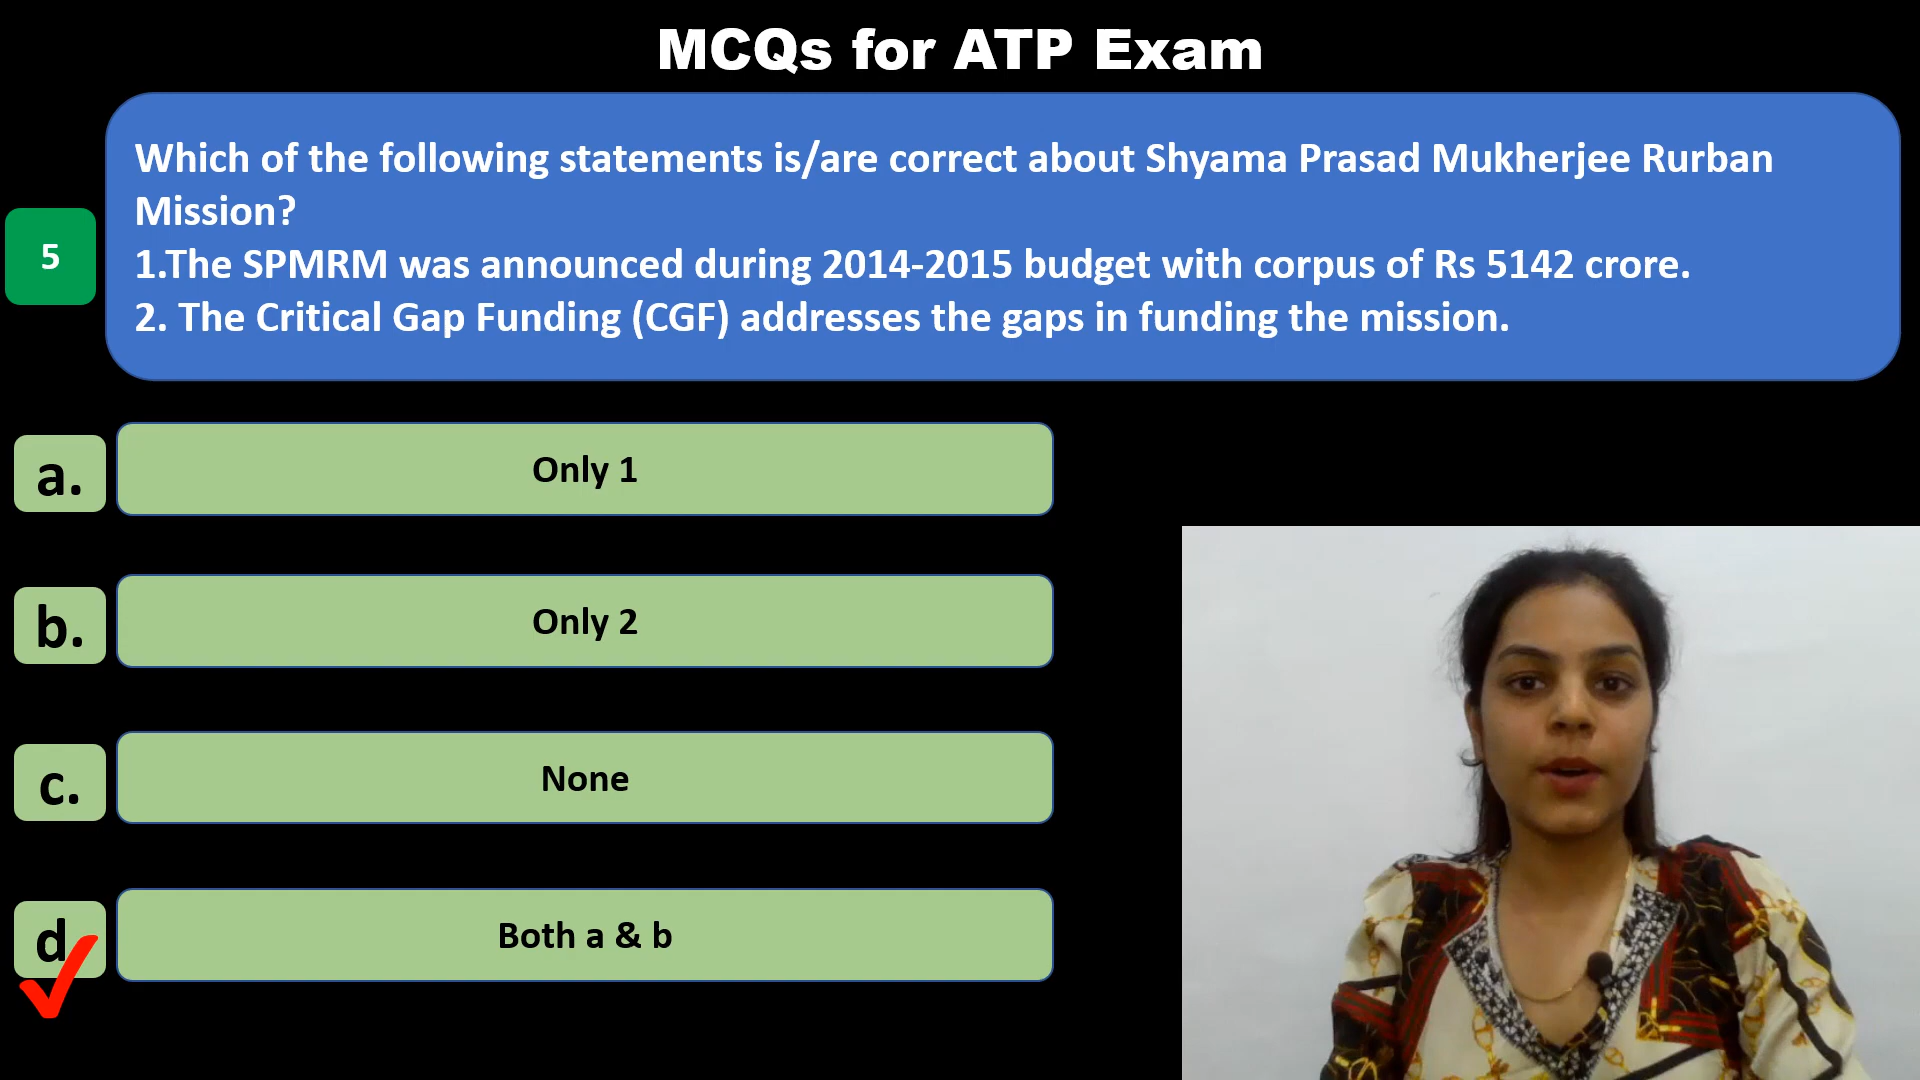 MCQs for ATP Exam
5
Which of the following statements is/are correct about Shyama Prasad Mukherjee Rurban
Mission?
1.The SPMRM was announced during 2014-2015 budget with corpus of Rs 5142 crore.
2. The Critical Gap Funding (CGF) addresses the gaps in funding the mission.
a.
Only 1
b.
Only 2
c.
None
d
Both a & b